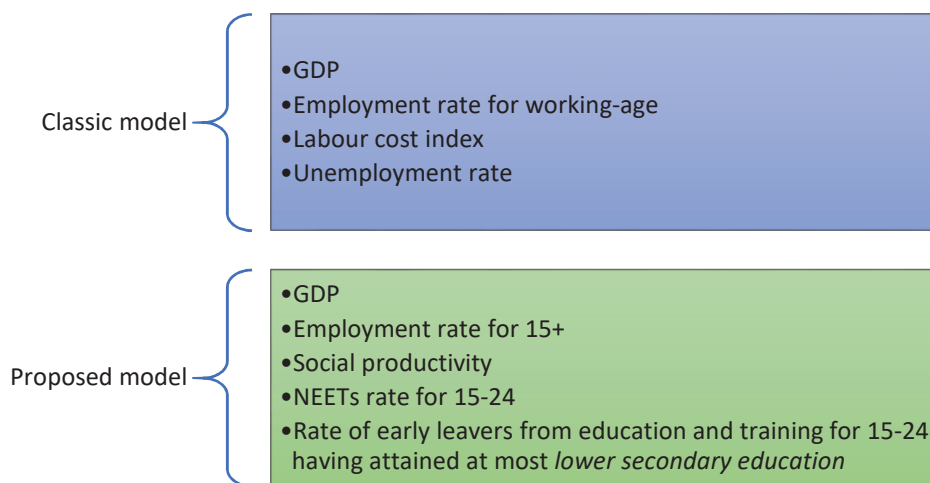 Classic model
•GDP
•Employment rate for working-age
•Labour cost index
•Unemployment rate
Proposed model
•GDP
•Employment rate for 15+
•Social productivity
•NEETs rate for 15-24
•Rate of early leavers from education and training for 15-24
having attained at most lower secondary education